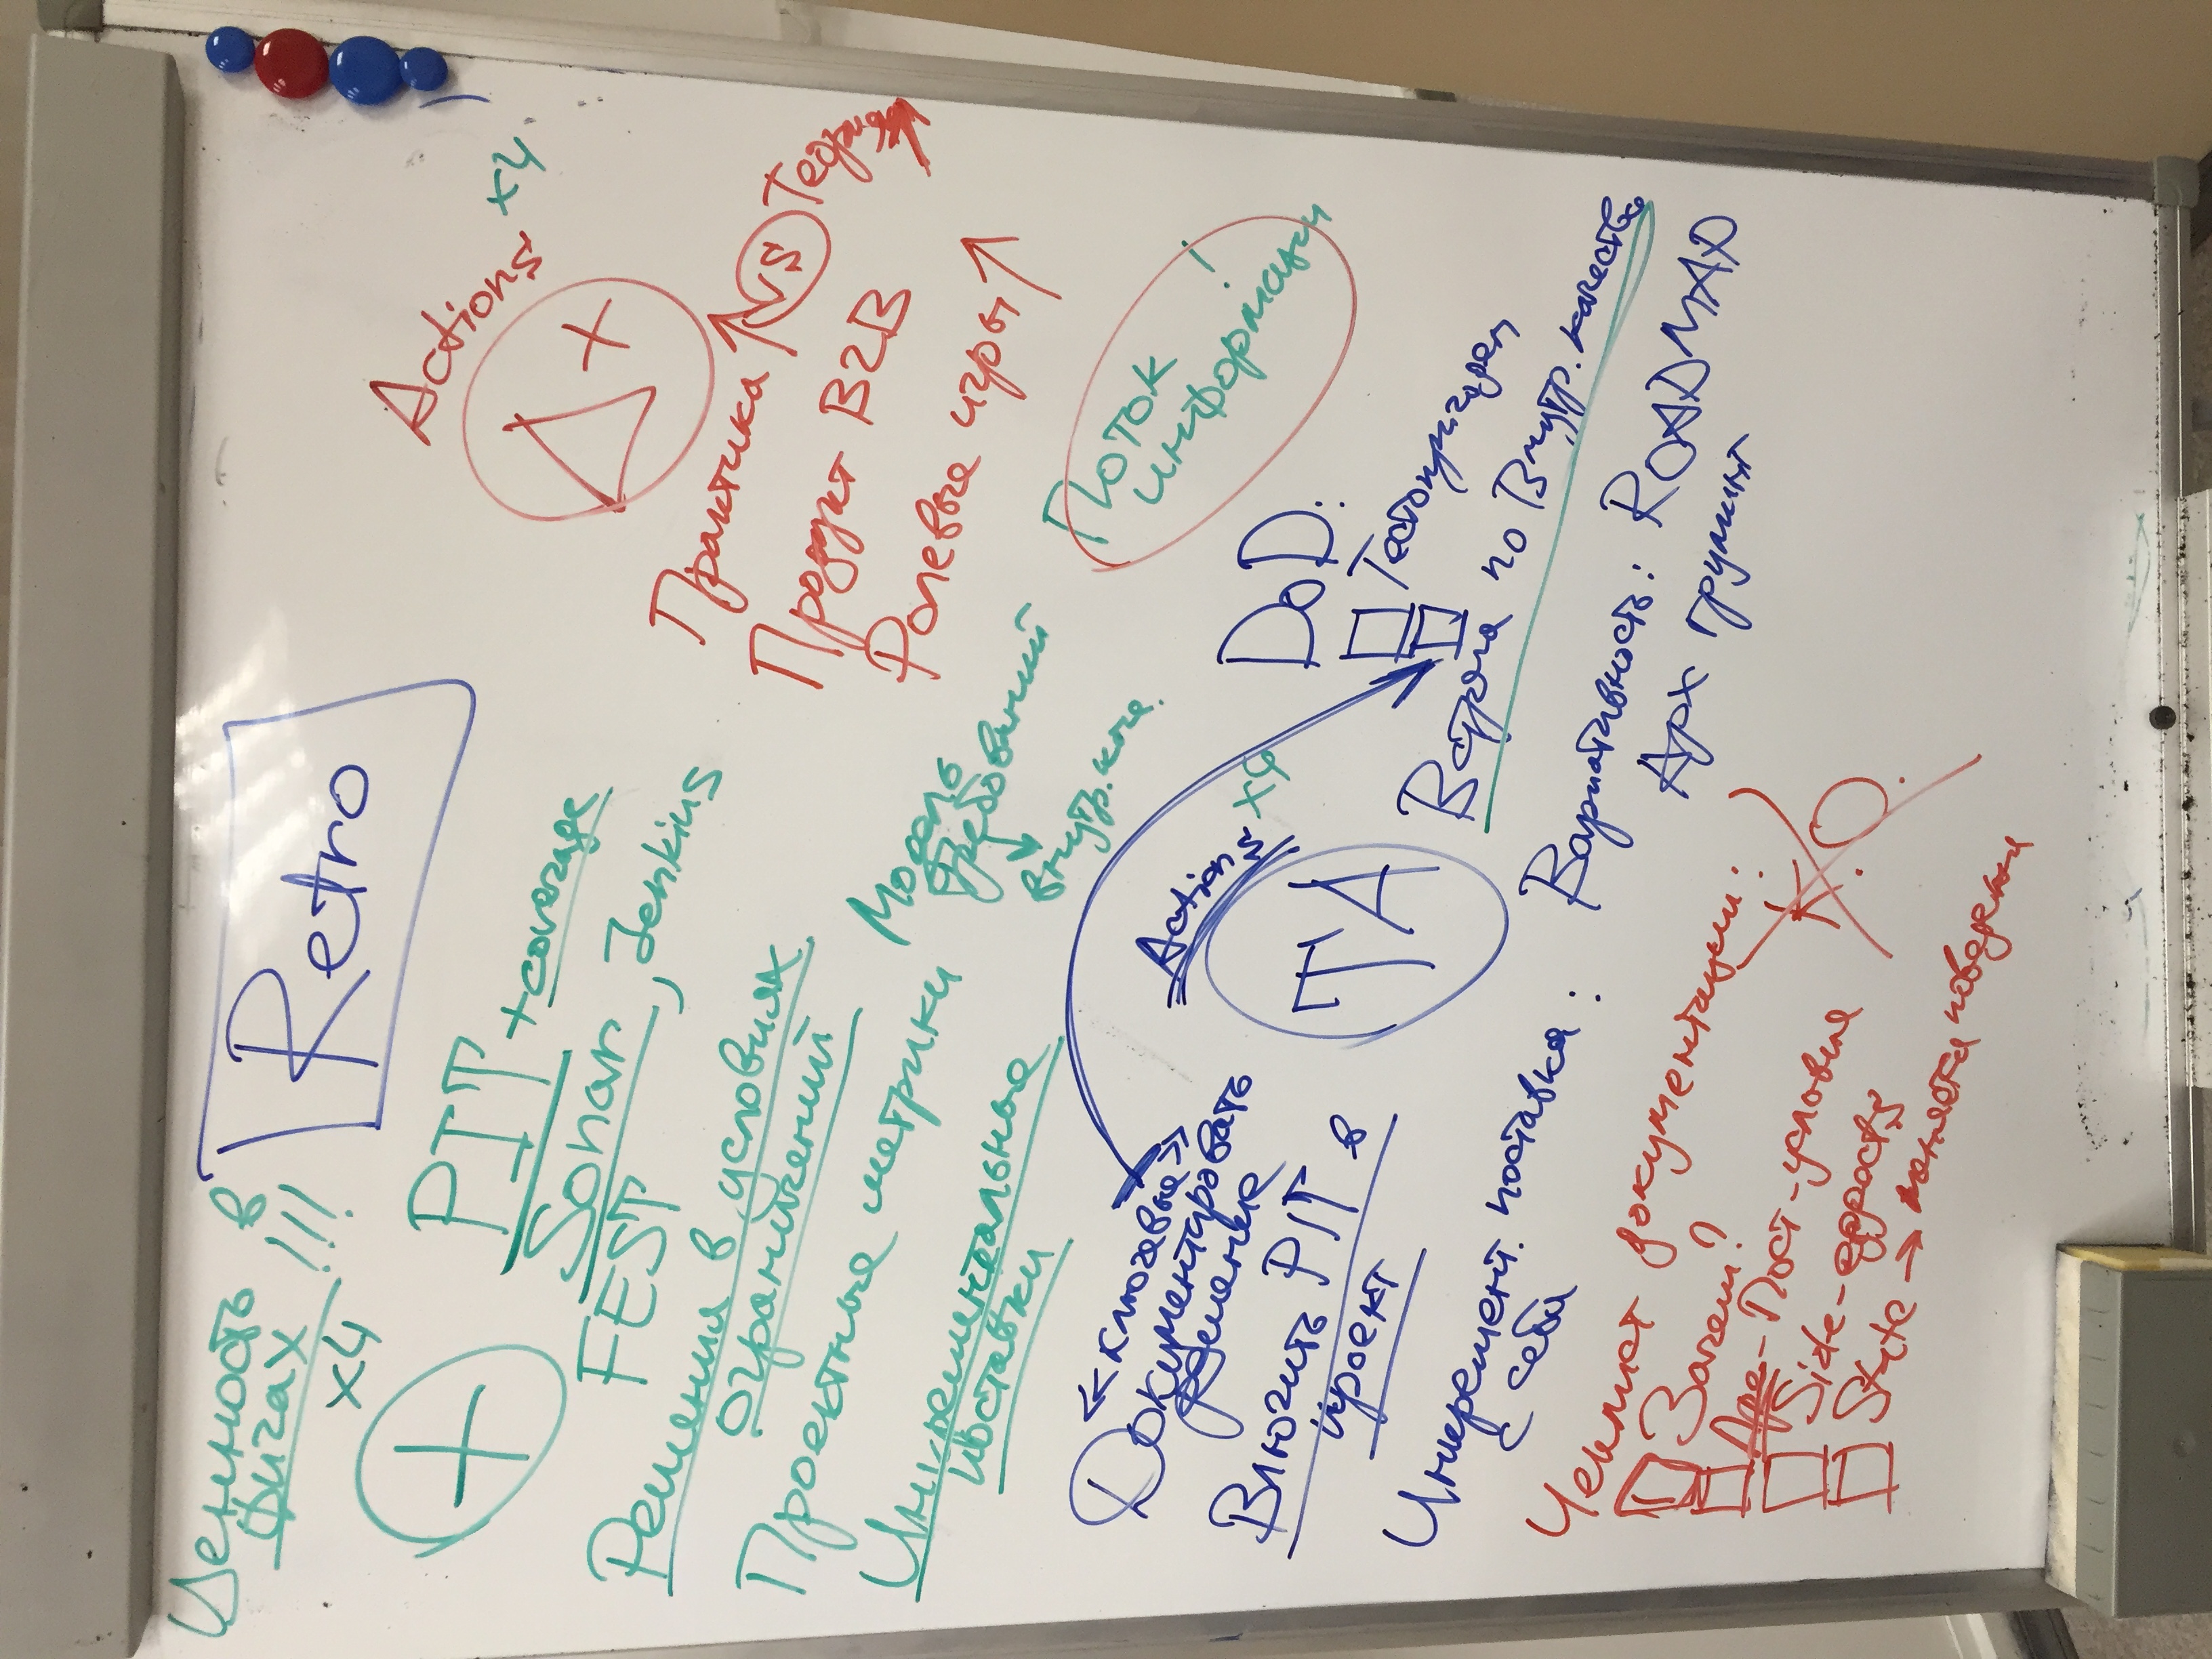 Ценность в
фичах !!!
x4
Retro
+
PIT + coverage
Sonar, Jenkins
FEST
Решения в условиях
ограничений
Проектные метрики
Инкрементальные
поставки
Модель
требований
внутр. кач.
Actions x4
Δ +
Практика ↑ vs Теория
Продукт B2B
Ролевые игры ↑
Поток
информации !
«ключевые»
Документировать
решение
Влючить PIT в
проект
Инкремент. поставка :
с себя
Actions x4
TA
DoD:
Тестопригоден
Встреча по Внутр. качеству
Вариативность: ROADMAP
Арх груминг
Чеклист документации:
Зачем?
Пре-Пост-условия
Side-effects
State → меняется поведения
К.О.